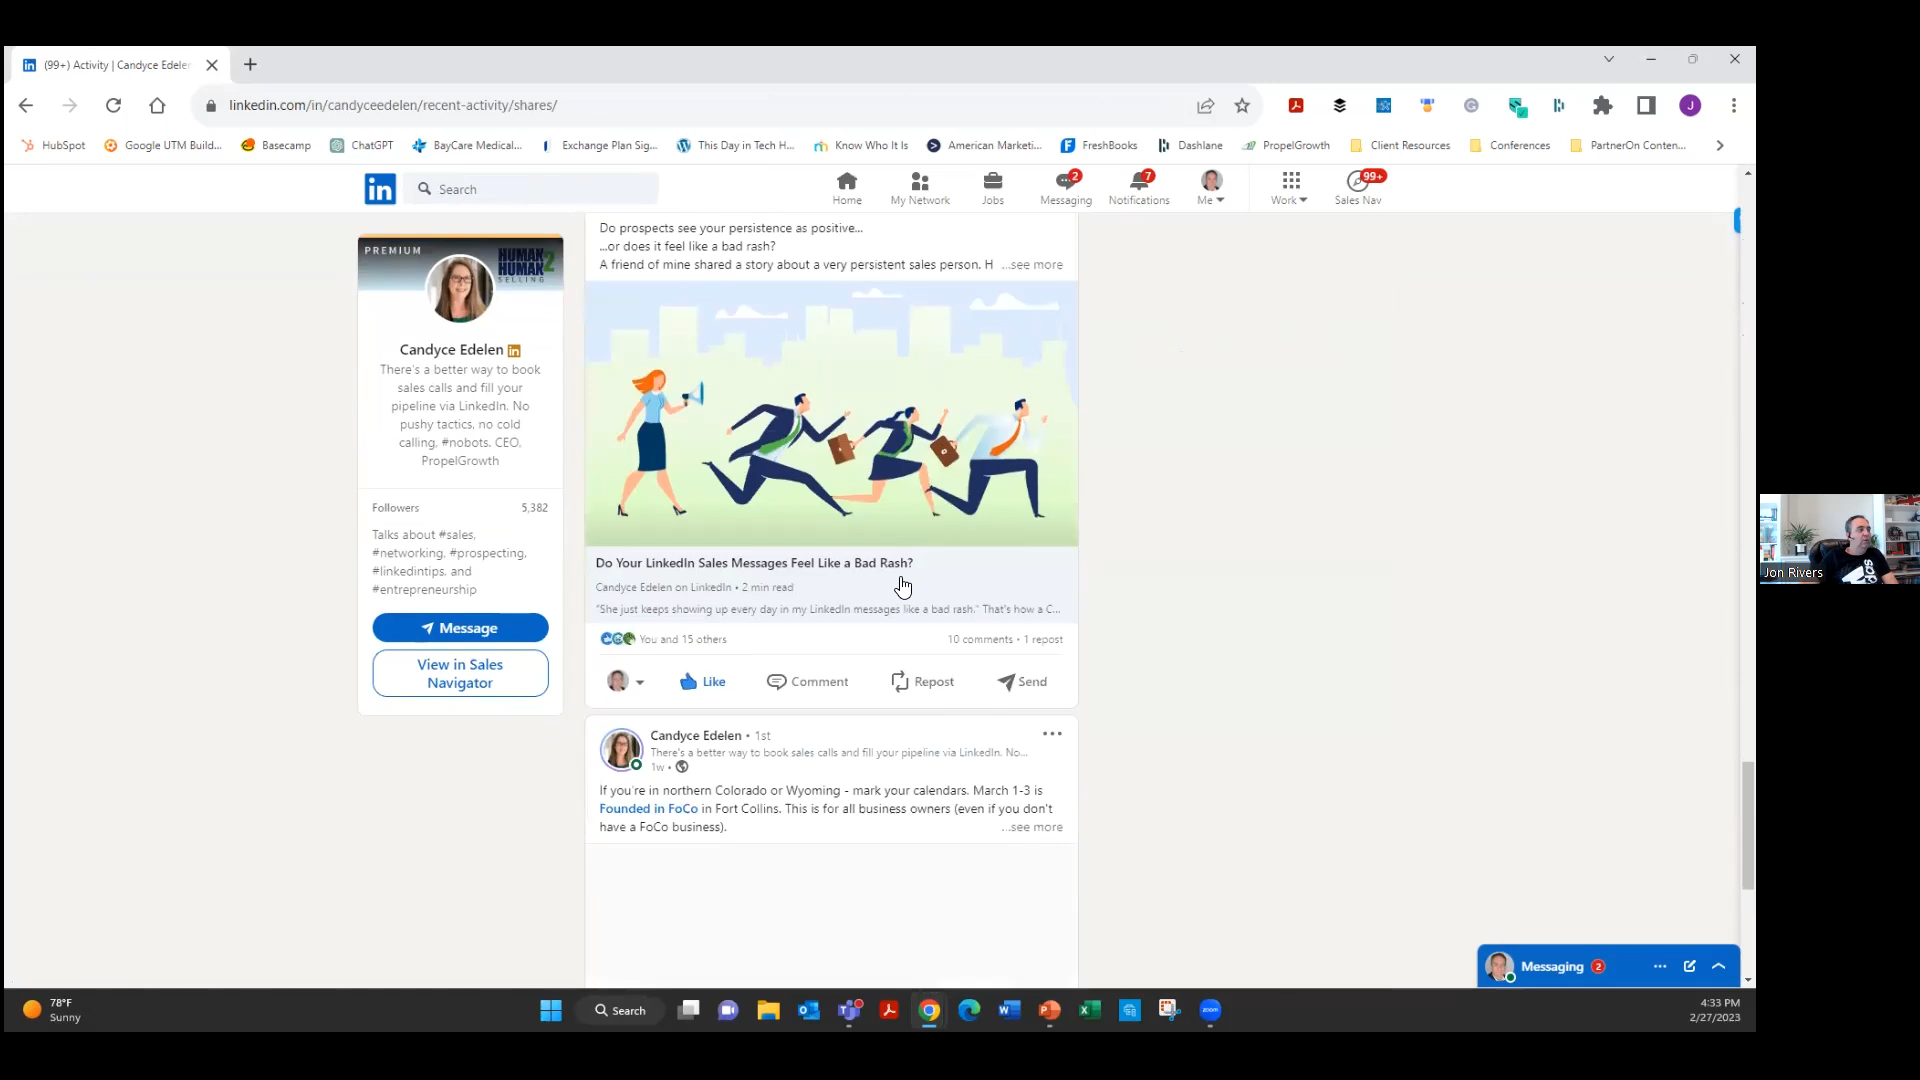 (99+) Activity | Candyce Edelen
linkedin.com/in/candyceedelen/recent-activity/shares/
J
HubSpot
Google UTM Build...
Basecamp
ChatGPT
BayCare Medical...
Exchange Plan Sig...
This Day in Tech H...
Know Who It Is
American Marketi...
FreshBooks
Dashlane
PropelGrowth
Client Resources
Conferences
PartnerOn Conten...
in
Search
Home
My Network
Jobs
2
Messaging
7
Notifications
Me
Work
99+
Sales Nav
PREMIUM
HUMAN 2
HUMAN
SELLING
Candyce Edelen in
There's a better way to book
sales calls and fill your
pipeline via LinkedIn. No
pushy tactics, no cold
calling, #nobots. CEO,
PropelGrowth
Followers 5,382
Talks about #sales,
#networking, #prospecting,
#linkedintips, and
#entrepreneurship
Message
View in Sales
Navigator
Do prospects see your persistence as positive...
...or does it feel like a bad rash?
A friend of mine shared a story about a very persistent sales person. H ...see more
Do Your LinkedIn Sales Messages Feel Like a Bad Rash?
Candyce Edelen on LinkedIn • 2 min read
"She just keeps showing up every day in my LinkedIn messages like a bad rash." That's how a C...
You and 15 others
10 comments • 1 repost
Like
Comment
Repost
Send
Candyce Edelen • 1st
There's a better way to book sales calls and fill your pipeline via LinkedIn. No...
1w •
If you're in northern Colorado or Wyoming - mark your calendars. March 1-3 is
Founded in FoCo in Fort Collins. This is for all business owners (even if you don't
have a FoCo business). ...see more
Messaging 2
Jon Rivers
78°F
Sunny
Search
zoom
4:33 PM
2/27/2023